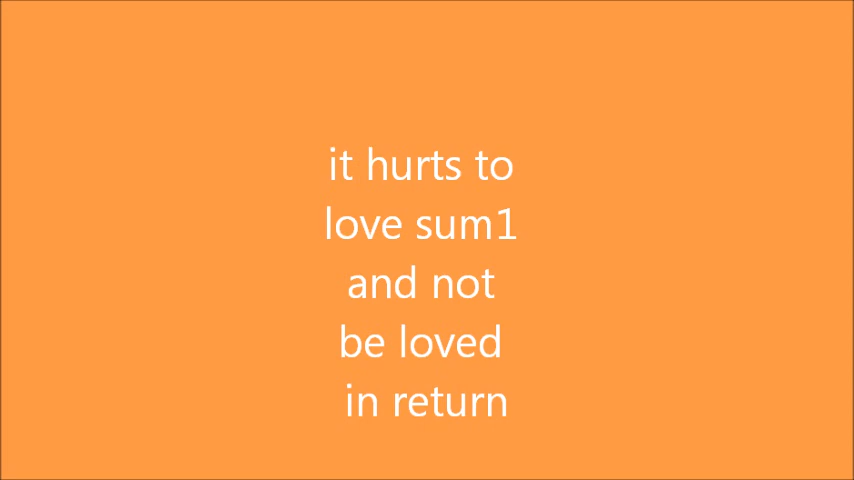 it hurts to
love sum1
and not
be loved
in return